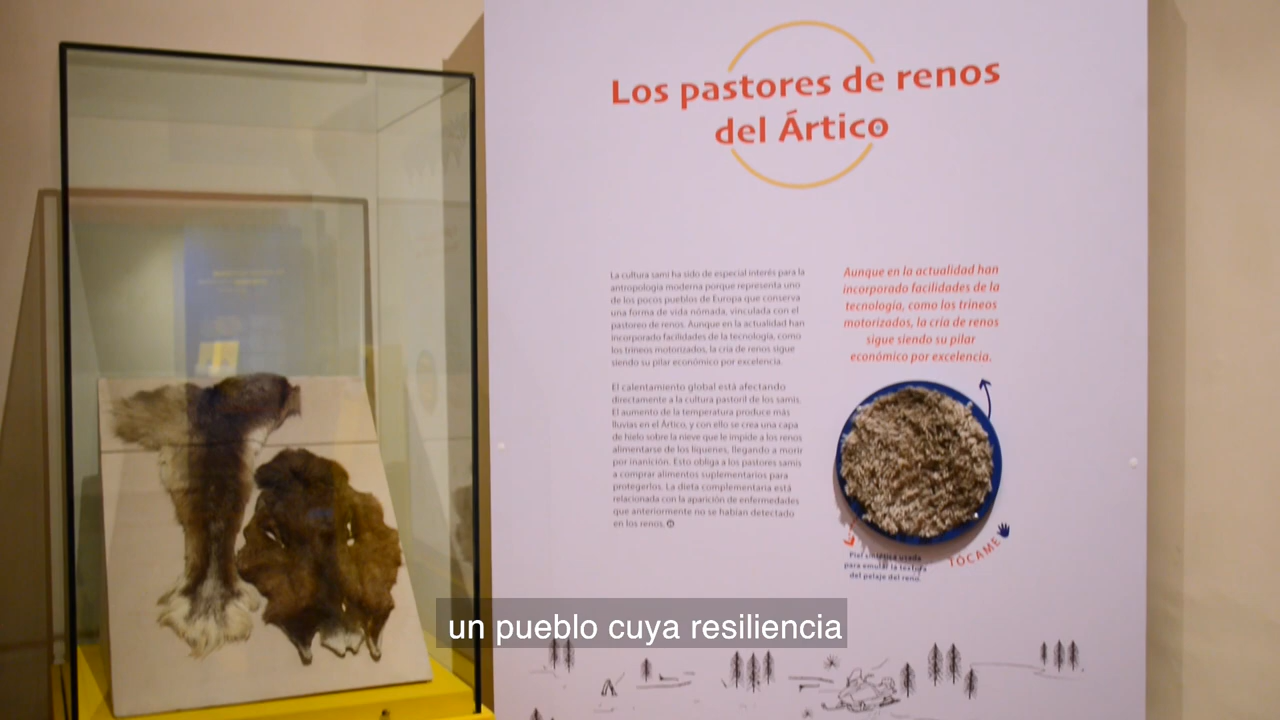 Los pastores de renos
del Ártico
La cultura sami ha sido de especial interés para la
antropología moderna porque representa uno
de los pocos pueblos de Europa que conserva
una forma de vida nómada, vinculada con el
pastoreo de renos. Aunque en la actualidad han
incorporado facilidades de la tecnología, como
los trineos motorizados, la cría de renos sigue
siendo su pilar económico por excelencia.
El calentamiento global está afectando
directamente a la cultura pastoril de los samis.
El aumento de la temperatura produce más
lluvias en el Ártico, y con ello se crea una capa
de hielo sobre la nieve que le impide a los renos
alimentarse de los líquenes, llegando a morir
por inanición. Esto obliga a los pastores samis
a comprar alimentos suplementarios para
protegerlos. La dieta complementaria está
relacionada con la aparición de enfermedades
que anteriormente no se habían detectado
en los renos.
Aunque en la actualidad han
incorporado facilidades de la
tecnología, como los trineos
motorizados, la cría de renos
sigue siendo su pilar
económico por excelencia.
Piel sintética usada
para emular la textura
del pelaje del reno.
TÓCAME
un pueblo cuya resiliencia